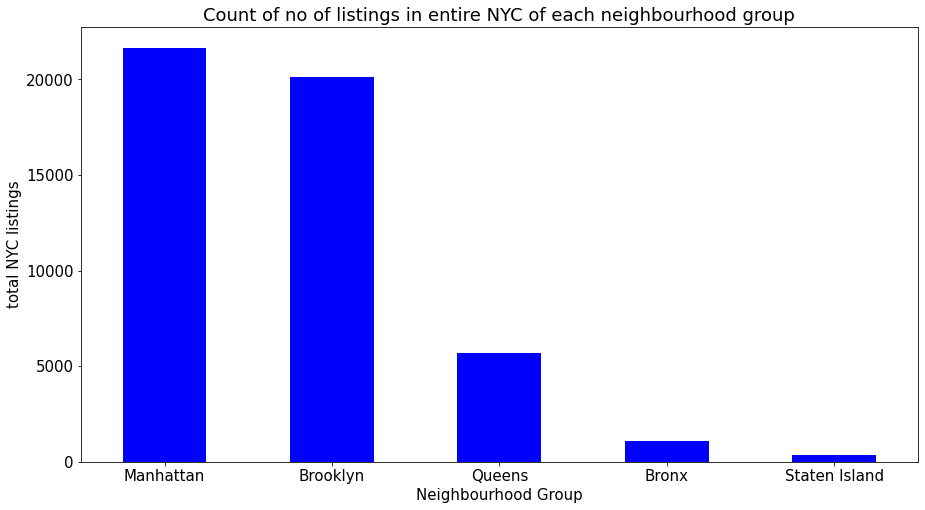 Count of no of listings in entire NYC of each neighbourhood group
total NYC listings
20000
15000
10000
5000
0
Manhattan Brooklyn Queens Bronx Staten Island
Neighbourhood Group